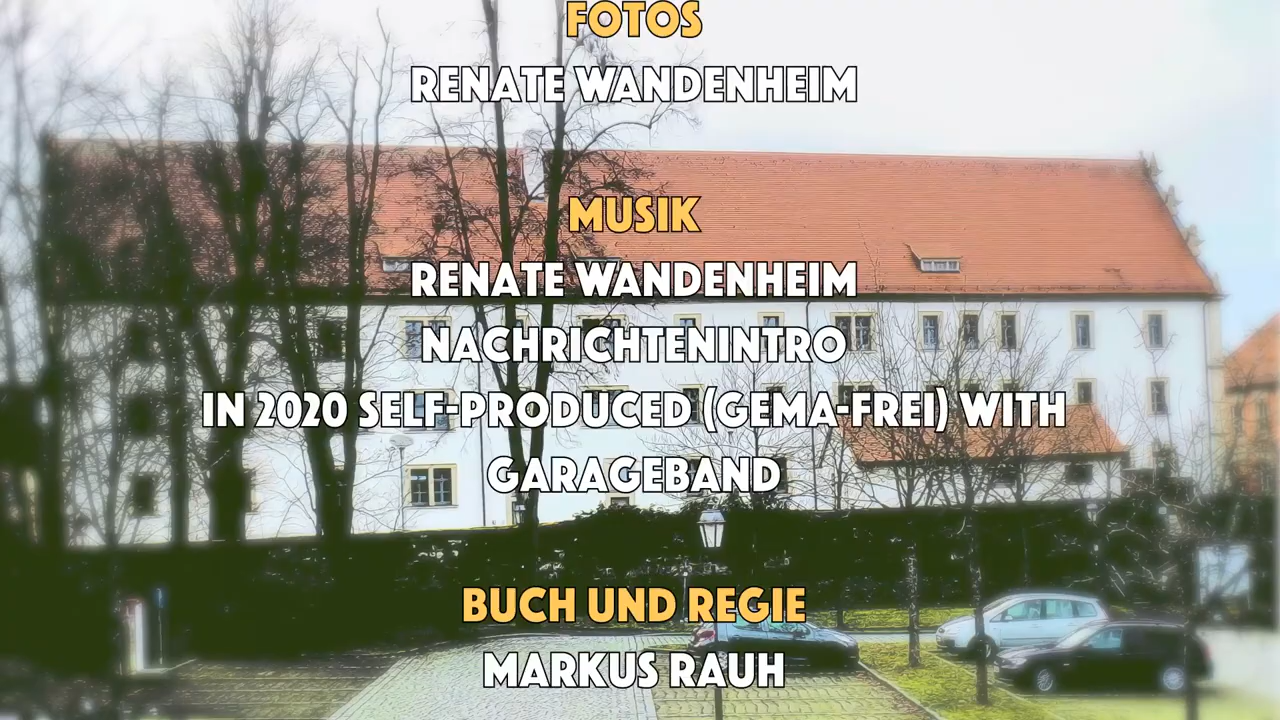 FOTOS
RENATE WANDENHEIM
MUSIK
RENATE WANDENHEIM
NACHRICHTENINTRO
IN 2020 SELF-PRODUCED (GEMA-FREI) WITH
GARAGEBAND
BUCH UND REGIE
MARKUS RAUH